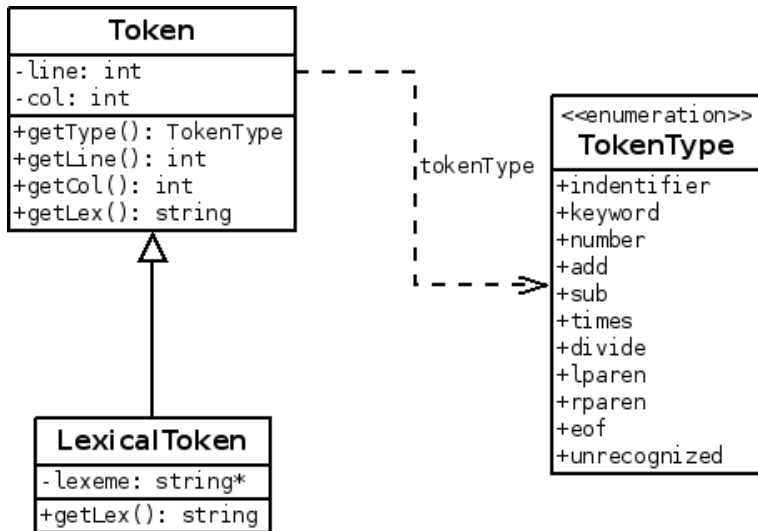 Token
-line: int
-col: int
+getType(): TokenType
+getLine(): int
+getCol(): int
+getLex(): string
tokenType
<<enumeration>>
TokenType
+indentifier
+keyword
+number
+add
+sub
+times
+divide
+lparen
+rparen
+eof
+unrecognized
LexicalToken
-lexeme: string*
+getLex(): string